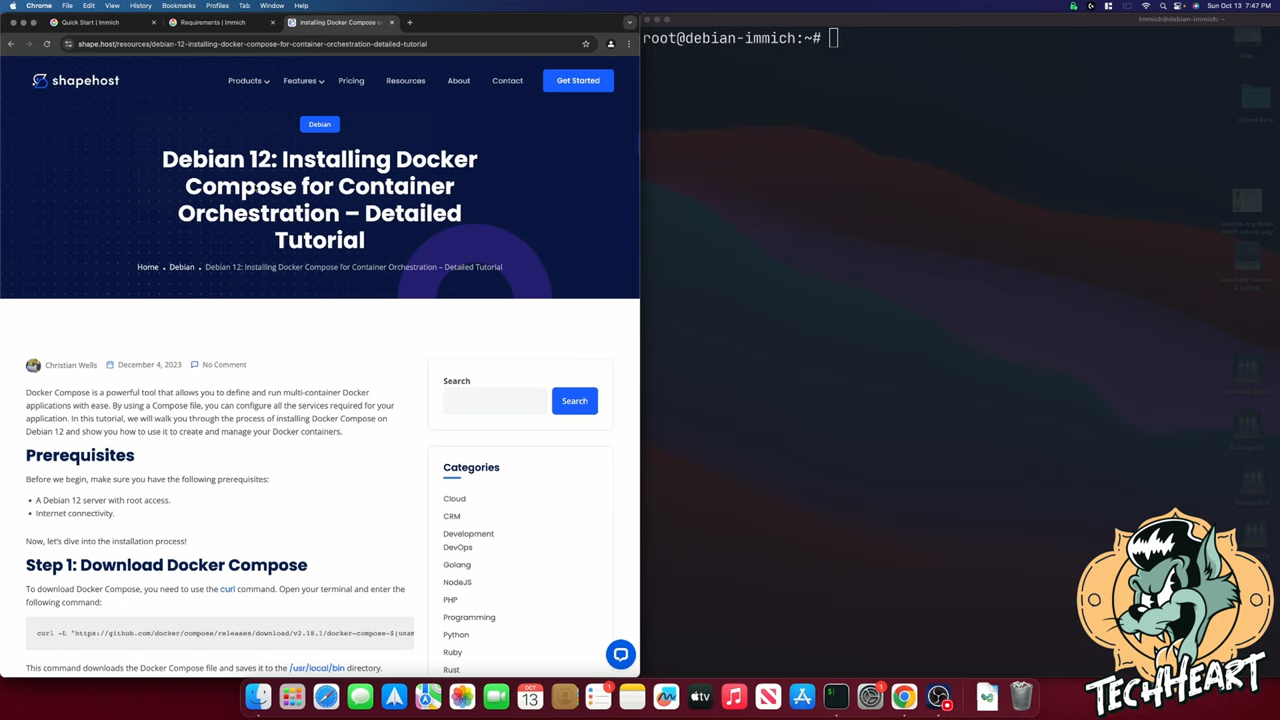 Chrome File Edit View History Bookmarks Profiles Tab Window Help
Sun Oct 13 7:47 PM
Quick Start | Immich
Requirements | Immich
Installing Docker Compose
immich@debian-immich: ~
shape.host/resources/debian-12-installing-docker-compose-for-container-orchestration-detailed-tutorial
root@debian-immich:~#
shapehost
Products Features Pricing Resources About Contact Get Started
Debian
Debian 12: Installing Docker
Compose for Container
Orchestration – Detailed
Tutorial
Home • Debian • Debian 12: Installing Docker Compose for Container Orchestration – Detailed Tutorial
Christian Wells December 4, 2023 No Comment
Docker Compose is a powerful tool that allows you to define and run multi-container Docker
applications with ease. By using a Compose file, you can configure all the services required for your
application. In this tutorial, we will walk you through the process of installing Docker Compose on
Debian 12 and show you how to use it to create and manage your Docker containers.
Prerequisites
Before we begin, make sure you have the following prerequisites:
• A Debian 12 server with root access.
• Internet connectivity.
Now, let's dive into the installation process!
Step 1: Download Docker Compose
To download Docker Compose, you need to use the curl command. Open your terminal and enter the
following command:
curl -L "https://github.com/docker/compose/releases/download/v2.18.1/docker-compose-$(unam
This command downloads the Docker Compose file and saves it to the /usr/local/bin directory.
Search
Search
Categories
Cloud
CRM
Development
DevOps
Golang
NodeJS
PHP
Programming
Python
Ruby
Rust
OCT
13
1
tv
TECHHEART